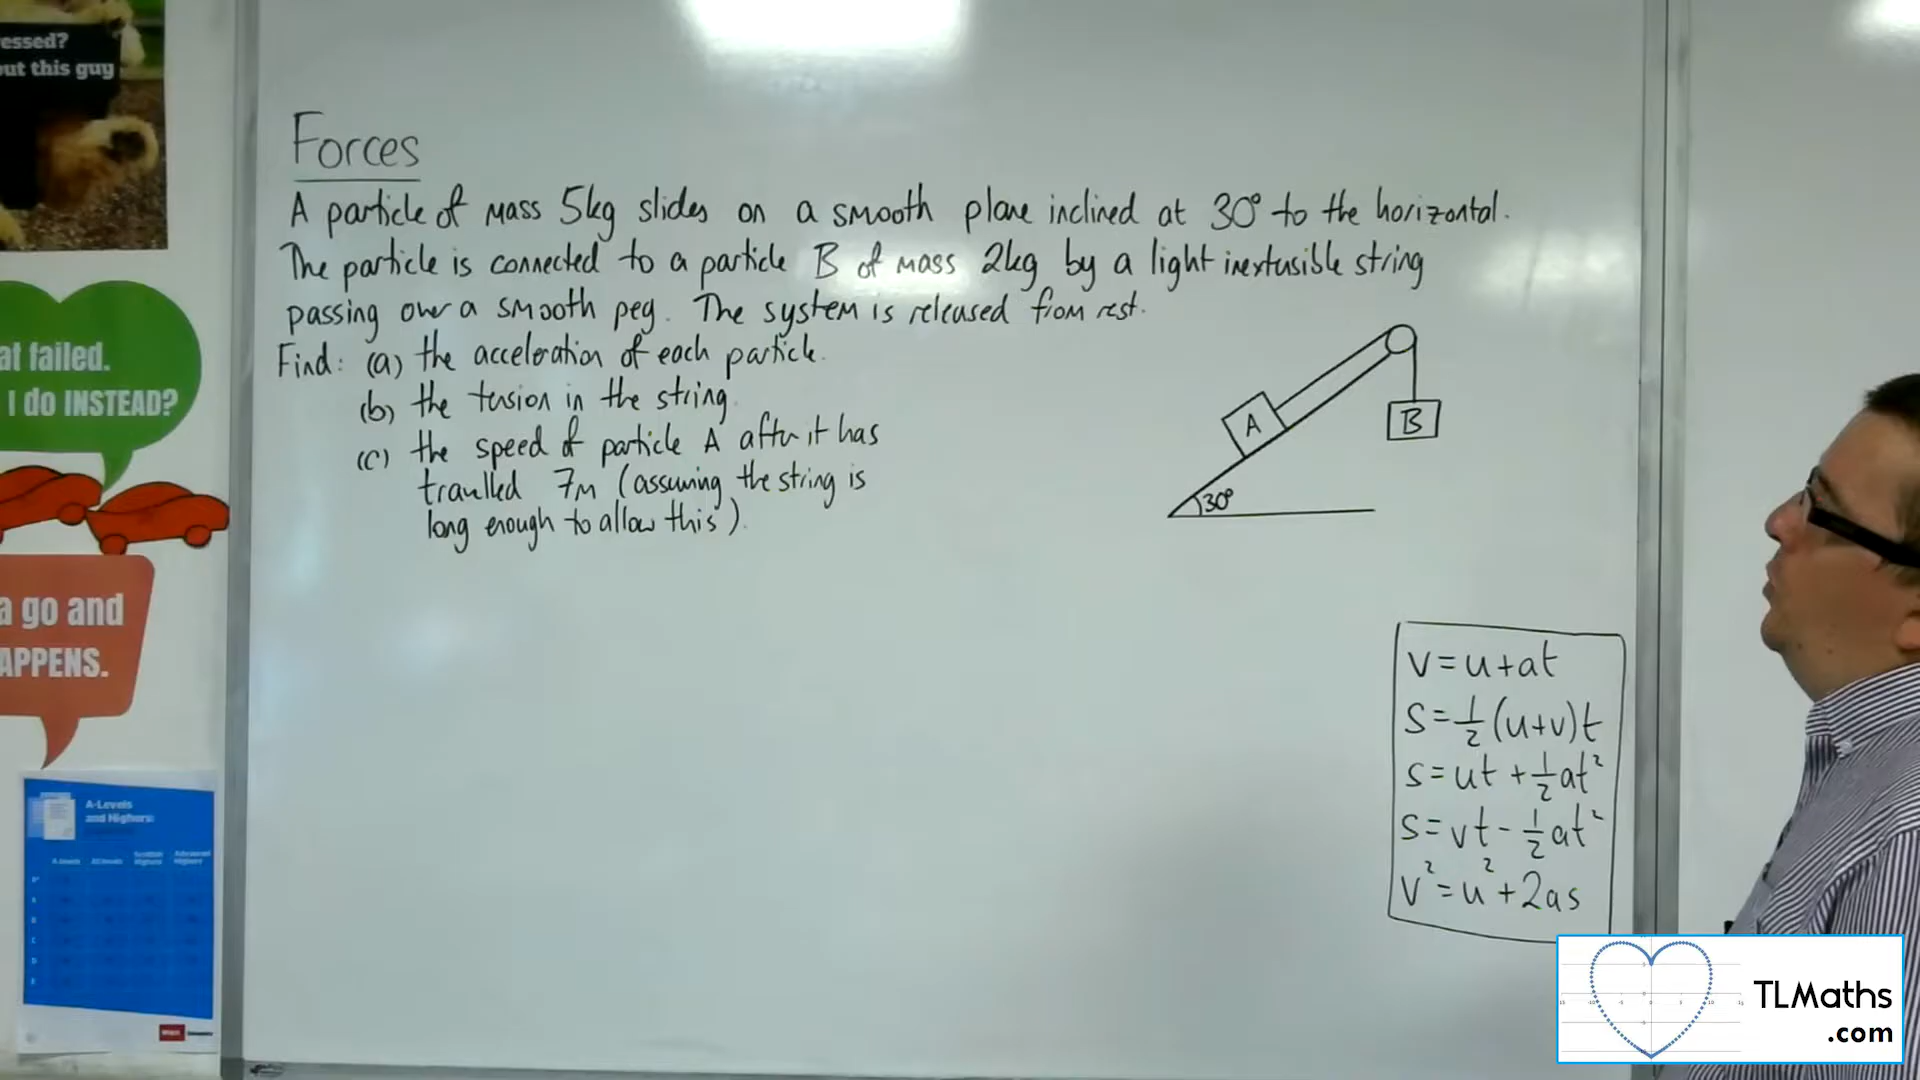 essed?
out this guy
at failed.
I do INSTEAD?
a go and
APPENS.
A-Levels
and Highers:
Forces
A particle of mass 5kg slides on a smooth plane inclined at 30° to the horizontal.
The particle is connected to a particle B of mass 2kg by a light inextensible string
passing over a smooth peg. The system is released from rest.
Find: (a) the acceleration of each particle.
(b) the tension in the string.
(c) the speed of particle A after it has
travelled 7m (assuming the string is
long enough to allow this).
A
B
30°
v=u+at
s=½(u+v)t
s=ut+½at²
s=vt-½at²
v²=u²+2as
TLMaths
.com